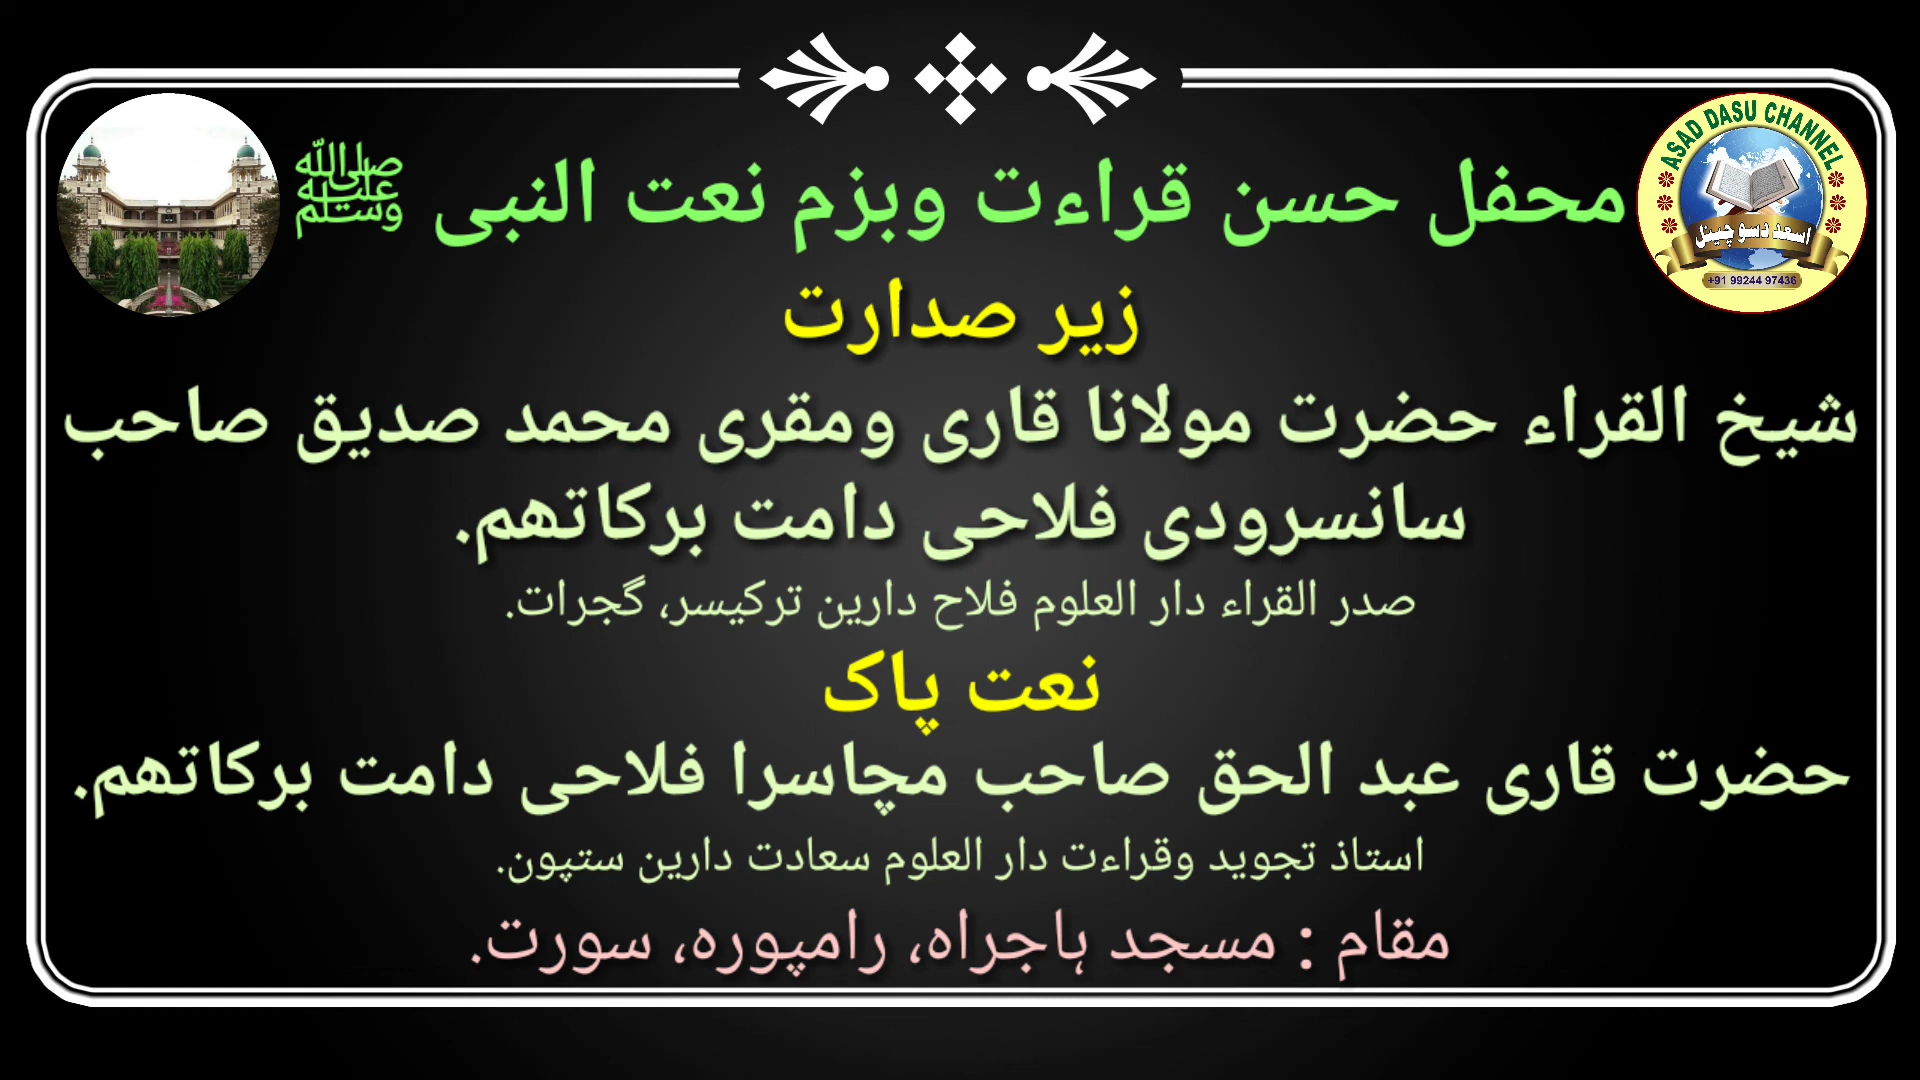 محفل حسن قراءت وبزم نعت النبی ﷺ
ASAD DASU CHANNEL
اسعد دسو چینل
+91 99244 97436
زیر صدارت
شیخ القراء حضرت مولانا قاری ومقری محمد صدیق صاحب
سانسرودی فلاحی دامت برکاتهم.
صدر القراء دار العلوم فلاح دارین ترکیسر، گجرات.
نعت پاک
حضرت قاری عبد الحق صاحب مچاسرا فلاحی دامت برکاتهم.
استاذ تجوید وقراءت دار العلوم سعادت دارین ستپون.
مقام : مسجد ہاجراہ، رامپورہ، سورت.